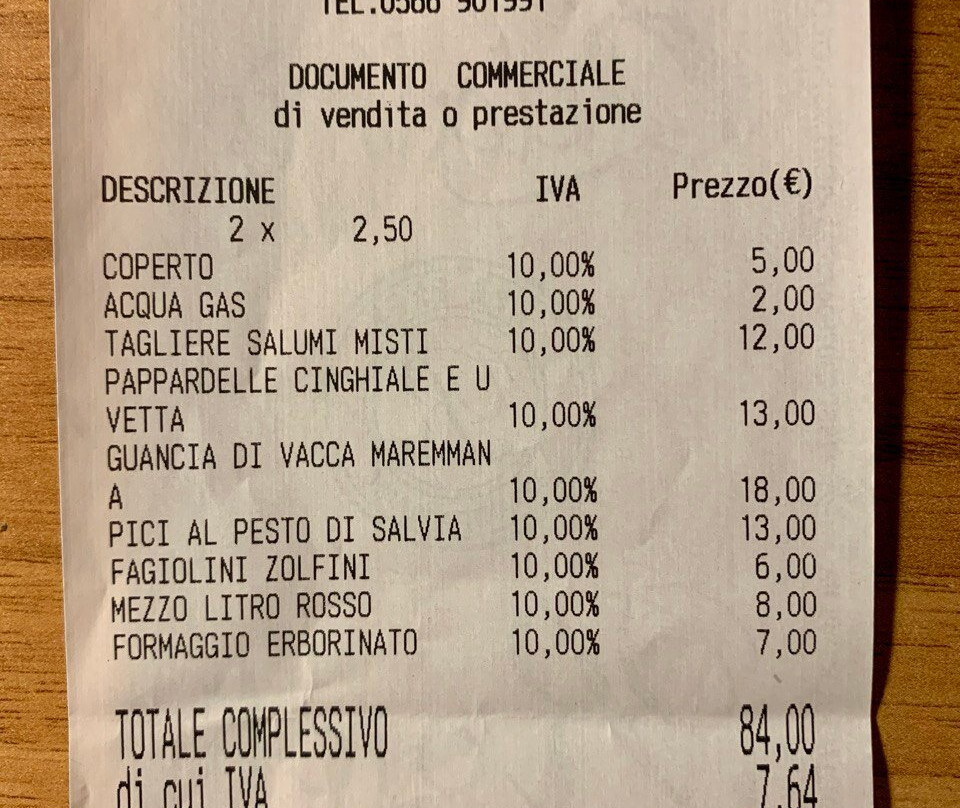 TEL.0566 901991
DOCUMENTO COMMERCIALE
di vendita o prestazione
DESCRIZIONE IVA Prezzo(€)
2 x 2,50
COPERTO 10,00% 5,00
ACQUA GAS 10,00% 2,00
TAGLIERE SALUMI MISTI 10,00% 12,00
PAPPARDELLE CINGHIALE E U
VETTA 10,00% 13,00
GUANCIA DI VACCA MAREMMAN
A 10,00% 18,00
PICI AL PESTO DI SALVIA 10,00% 13,00
FAGIOLINI ZOLFINI 10,00% 6,00
MEZZO LITRO ROSSO 10,00% 8,00
FORMAGGIO ERBORINATO 10,00% 7,00
TOTALE COMPLESSIVO 84,00
di cui IVA 7,64